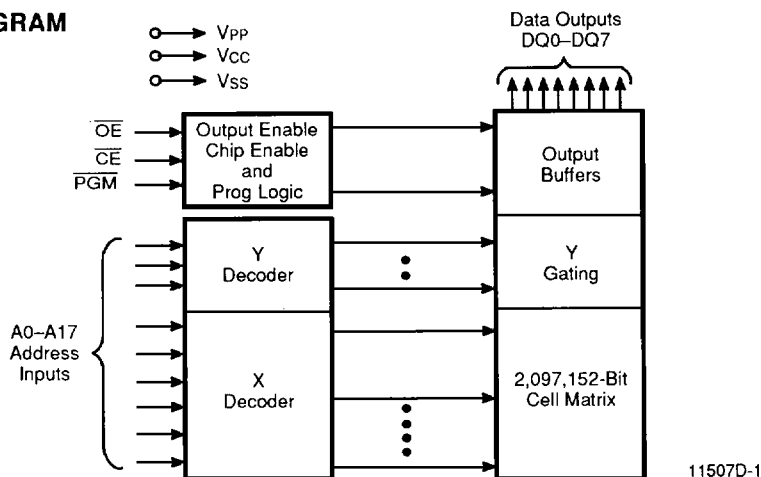 GRAM
VPP
VCC
VSS
Data Outputs
DQ0–DQ7
OE
CE
PGM
Output Enable
Chip Enable
and
Prog Logic
Output
Buffers
Y
Decoder
Y
Gating
A0–A17
Address
Inputs
X
Decoder
2,097,152-Bit
Cell Matrix
11507D-1